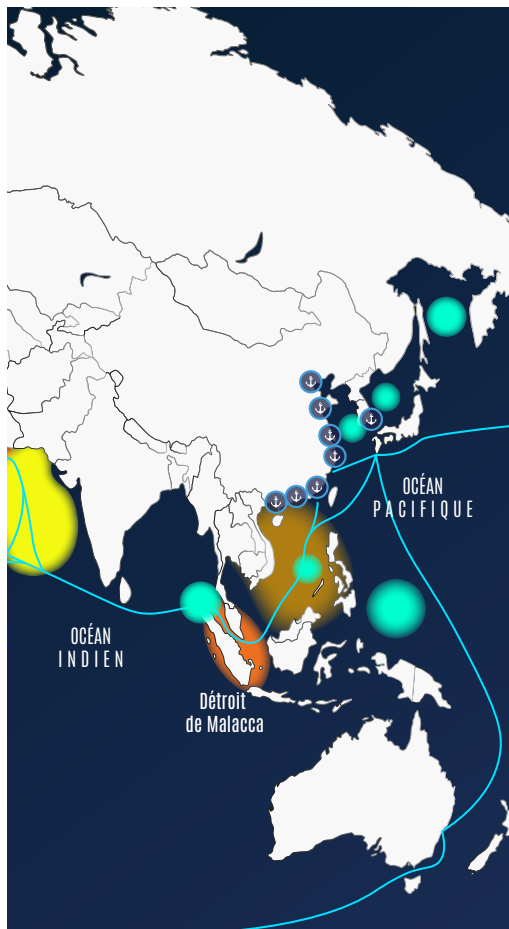 OCÉAN
PACIFIQUE
OCÉAN
INDIEN
Détroit
de Malacca